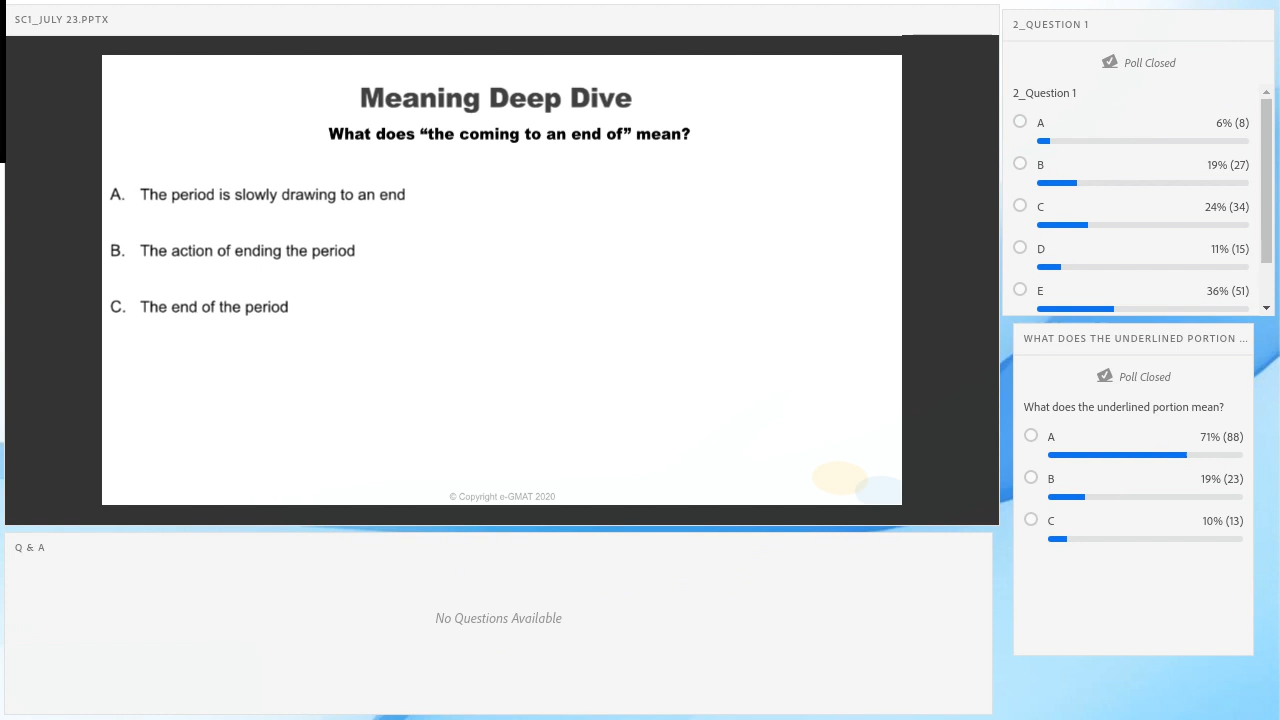 SC1_JULY 23.PPTX
Meaning Deep Dive
What does “the coming to an end of” mean?
A. The period is slowly drawing to an end
B. The action of ending the period
C. The end of the period
© Copyright e-GMAT 2020
Q & A
No Questions Available
2_QUESTION 1
Poll Closed
2_Question 1
A 6% (8)
B 19% (27)
C 24% (34)
D 11% (15)
E 36% (51)
WHAT DOES THE UNDERLINED PORTION ...
Poll Closed
What does the underlined portion mean?
A 71% (88)
B 19% (23)
C 10% (13)